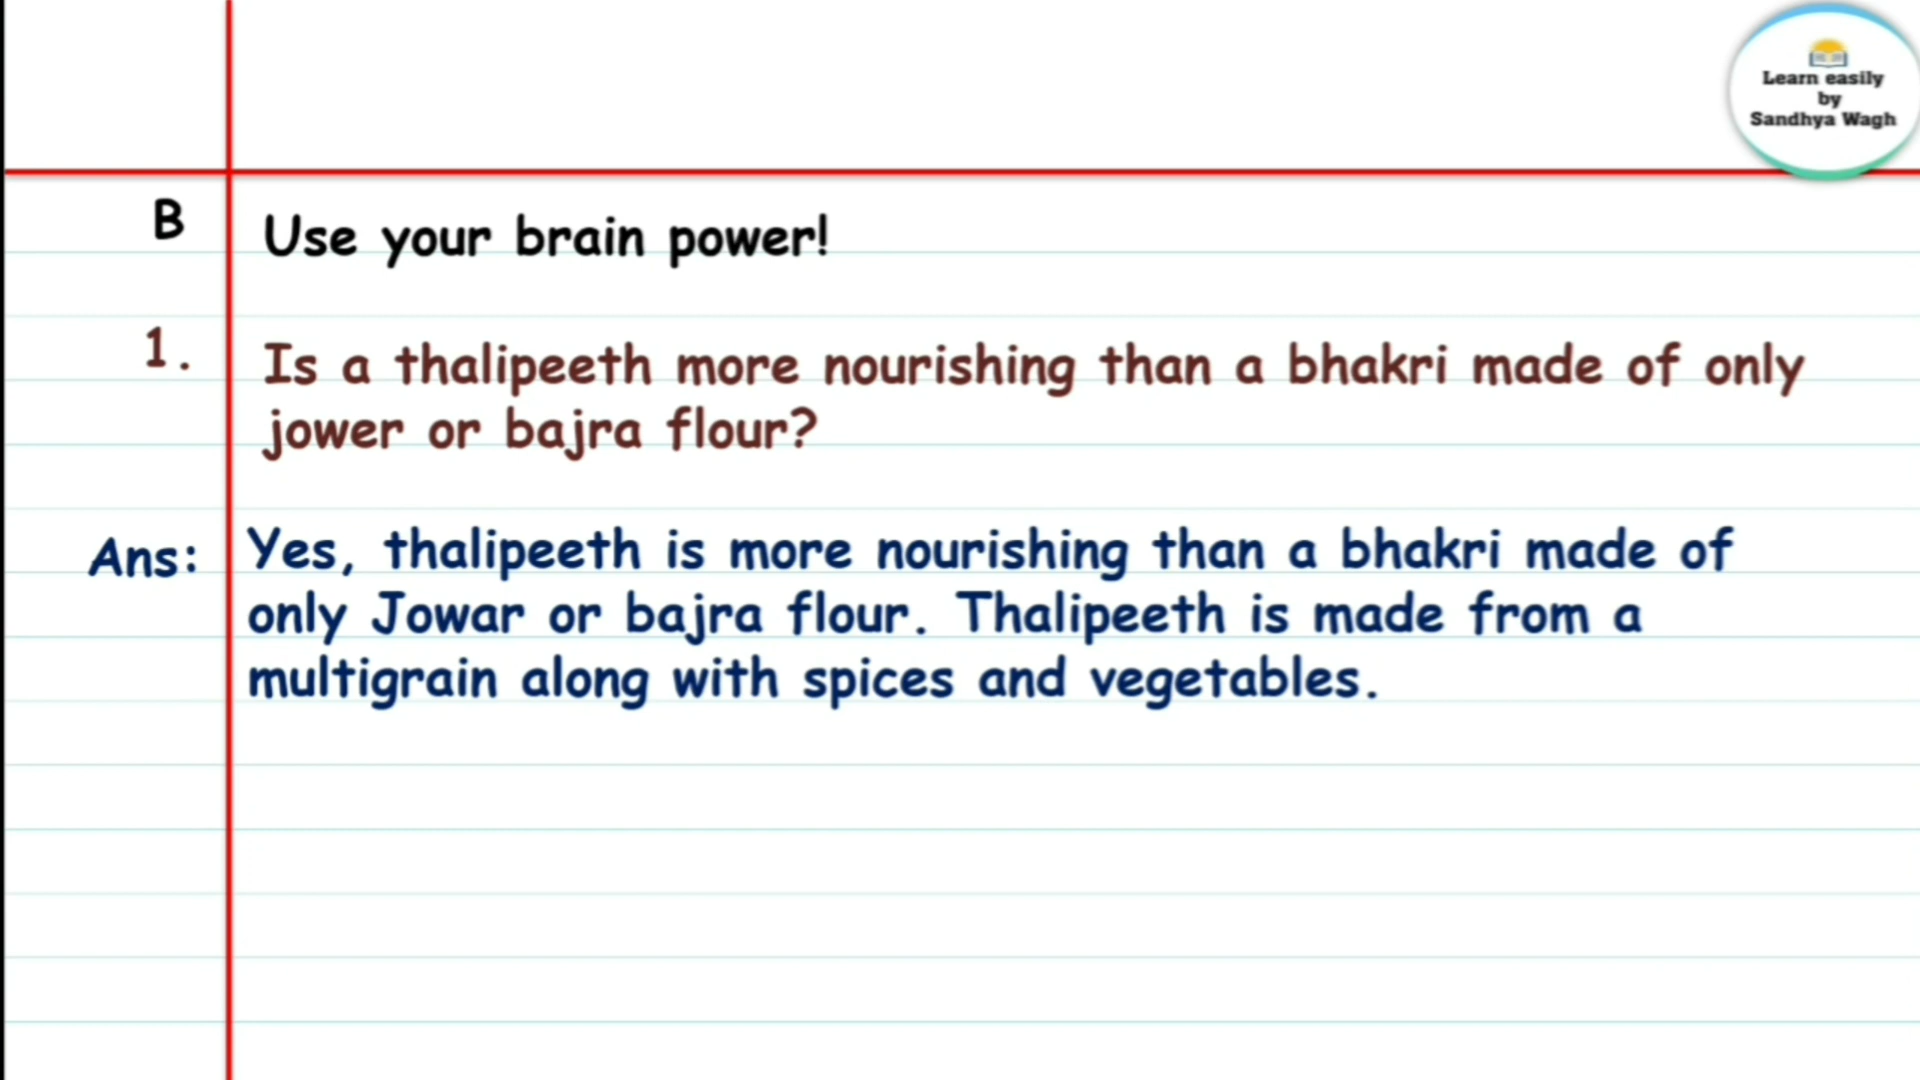 Learn easily
by
Sandhya Wagh
B Use your brain power!
1. Is a thalipeeth more nourishing than a bhakri made of only
jower or bajra flour?
Ans: Yes, thalipeeth is more nourishing than a bhakri made of
only Jowar or bajra flour. Thalipeeth is made from a
multigrain along with spices and vegetables.